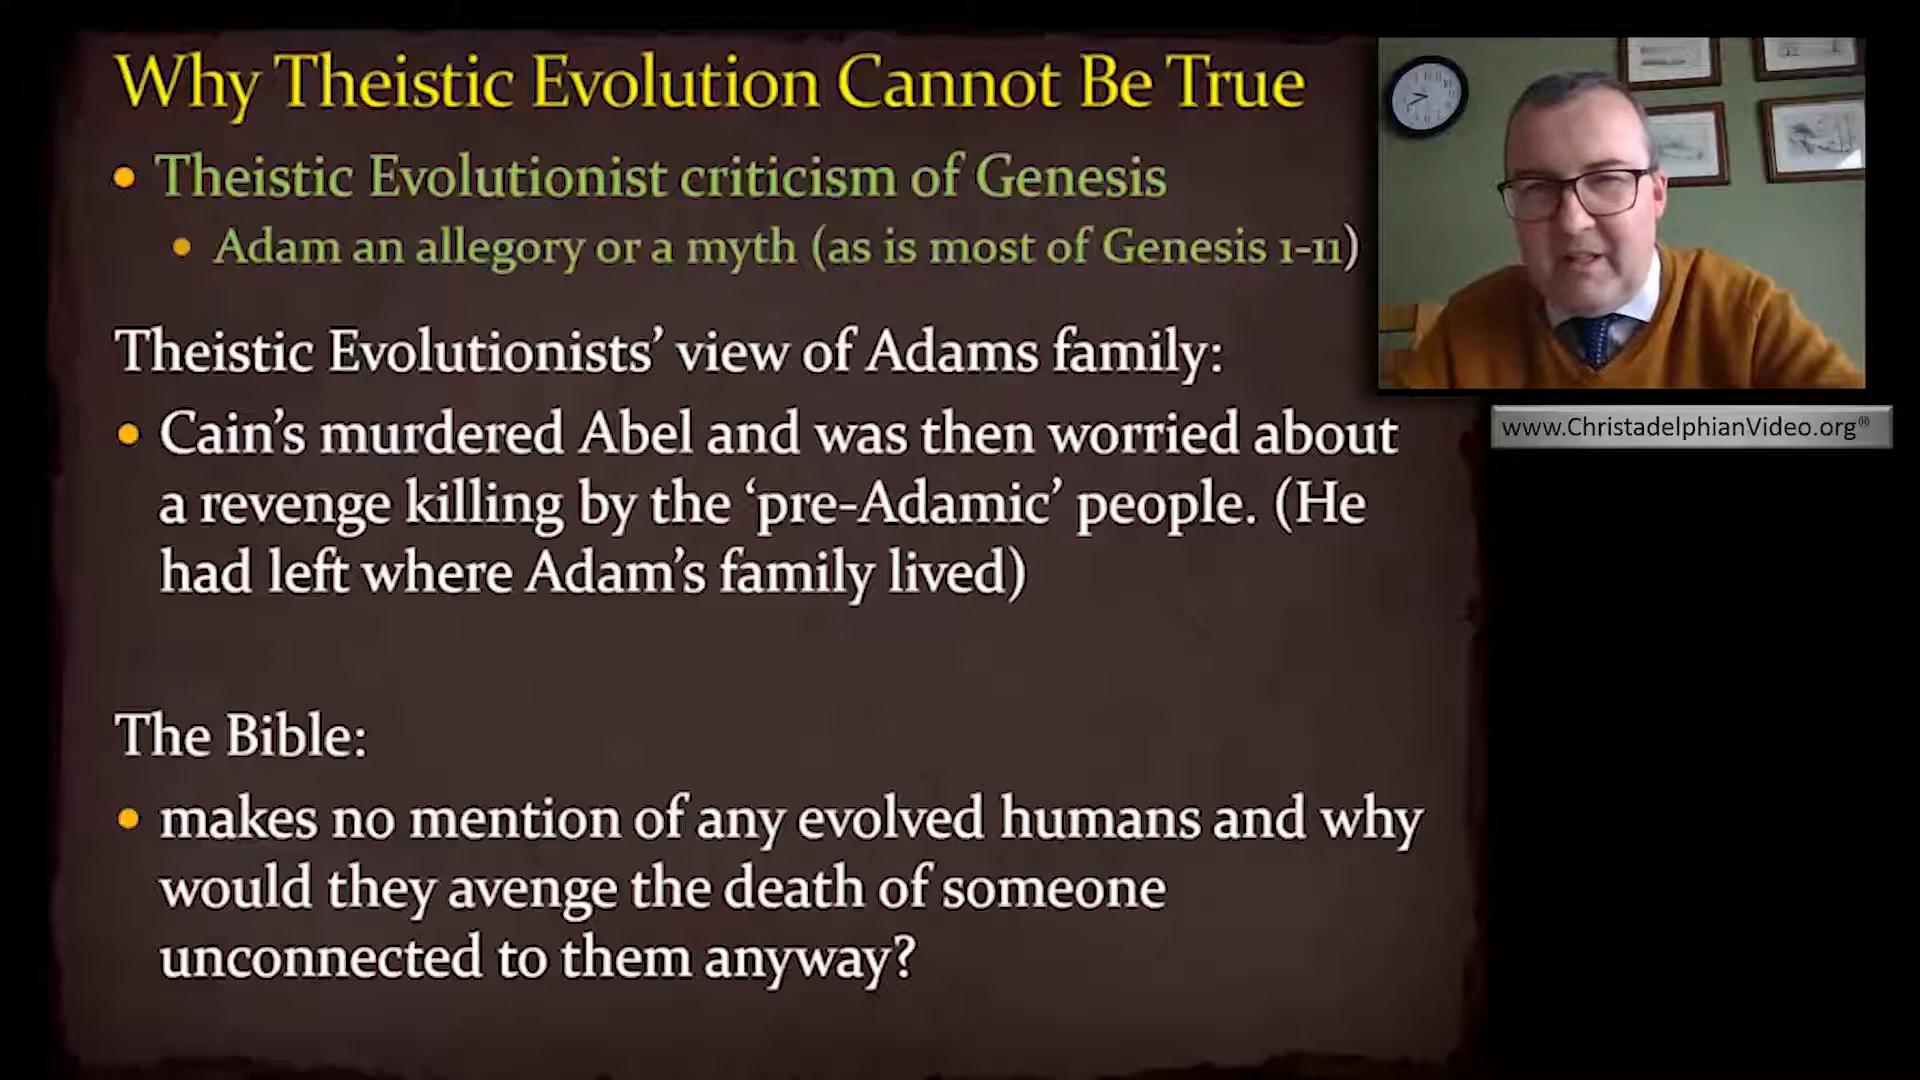 Why Theistic Evolution Cannot Be True
• Theistic Evolutionist criticism of Genesis
• Adam an allegory or a myth (as is most of Genesis 1-11)
Theistic Evolutionists’ view of Adams family:
• Cain’s murdered Abel and was then worried about
a revenge killing by the ‘pre-Adamic’ people. (He
had left where Adam’s family lived)
The Bible:
• makes no mention of any evolved humans and why
would they avenge the death of someone
unconnected to them anyway?
www.ChristadelphianVideo.org®